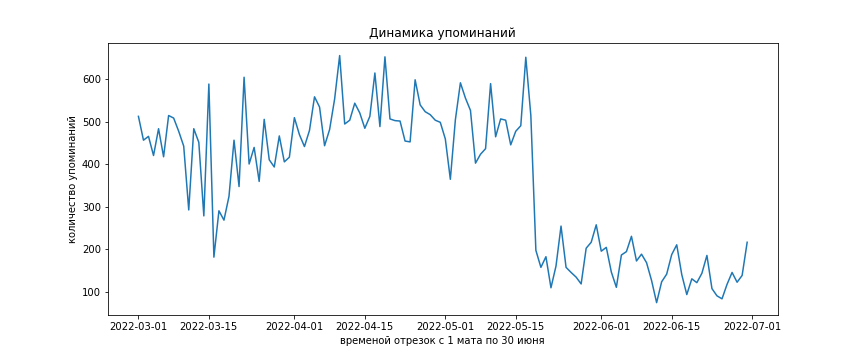 Динамика упоминаний
количество упоминаний
600
500
400
300
200
100
2022-03-01 2022-03-15 2022-04-01 2022-04-15 2022-05-01 2022-05-15 2022-06-01 2022-06-15 2022-07-01
временой отрезок с 1 мата по 30 июня